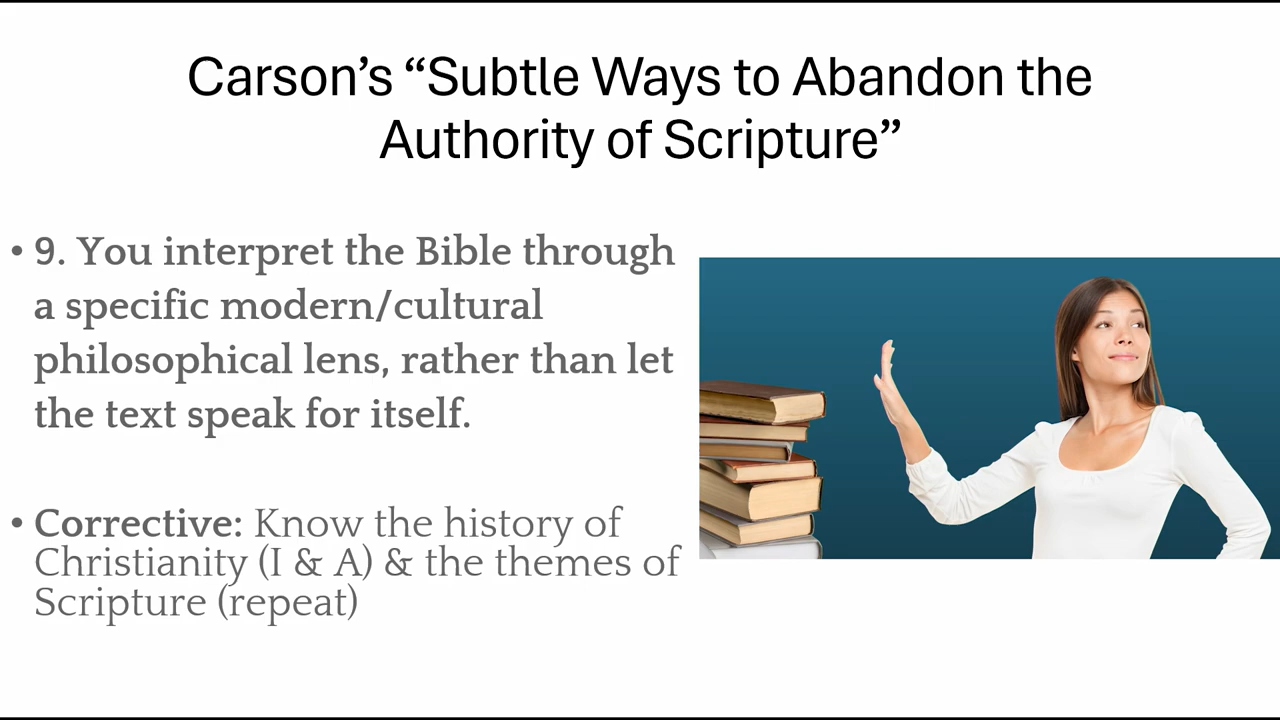 Carson’s “Subtle Ways to Abandon the
Authority of Scripture”
• 9. You interpret the Bible through
a specific modern/cultural
philosophical lens, rather than let
the text speak for itself.
• Corrective: Know the history of
Christianity (I & A) & the themes of
Scripture (repeat)